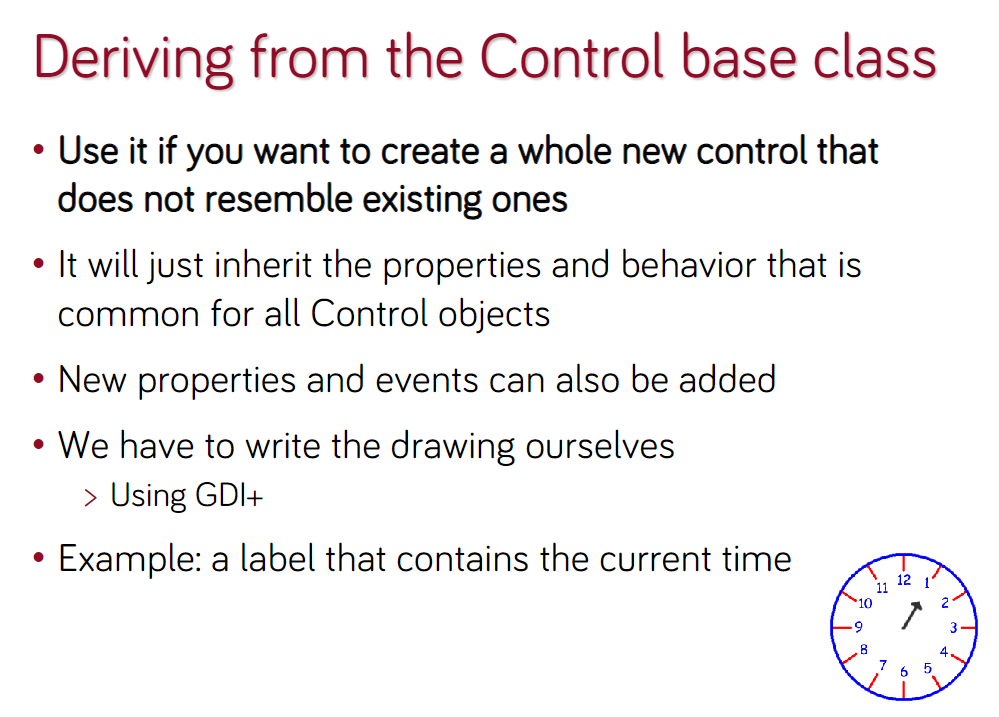 Deriving from the Control base class
• Use it if you want to create a whole new control that
does not resemble existing ones
• It will just inherit the properties and behavior that is
common for all Control objects
• New properties and events can also be added
• We have to write the drawing ourselves
> Using GDI+
• Example: a label that contains the current time
12
11 1
10 2
9 3
8 4
7 5
6